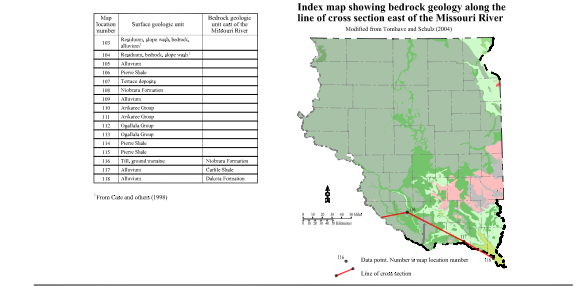 Map location number	Surface geologic unit	Bedrock geologic unit east of the Missouri River
103	Residuum, slope wash, bedrock, alluvium¹
104	Residuum, bedrock, slope wash¹
105	Alluvium
106	Pierre Shale
107	Terrace deposits
108	Niobrara Formation
109	Alluvium
110	Arikaree Group
111	Arikaree Group
112	Ogallala Group
113	Ogallala Group
114	Pierre Shale
115	Pierre Shale
116	Till, ground moraine	Niobrara Formation
117	Alluvium	Carlile Shale
118	Alluvium	Dakota Formation
¹From Case and others (1998)
Index map showing bedrock geology along the
line of cross section east of the Missouri River
Modified from Tomhave and Schulz (2004)
N
116
Data point. Number is map location number
Line of cross section